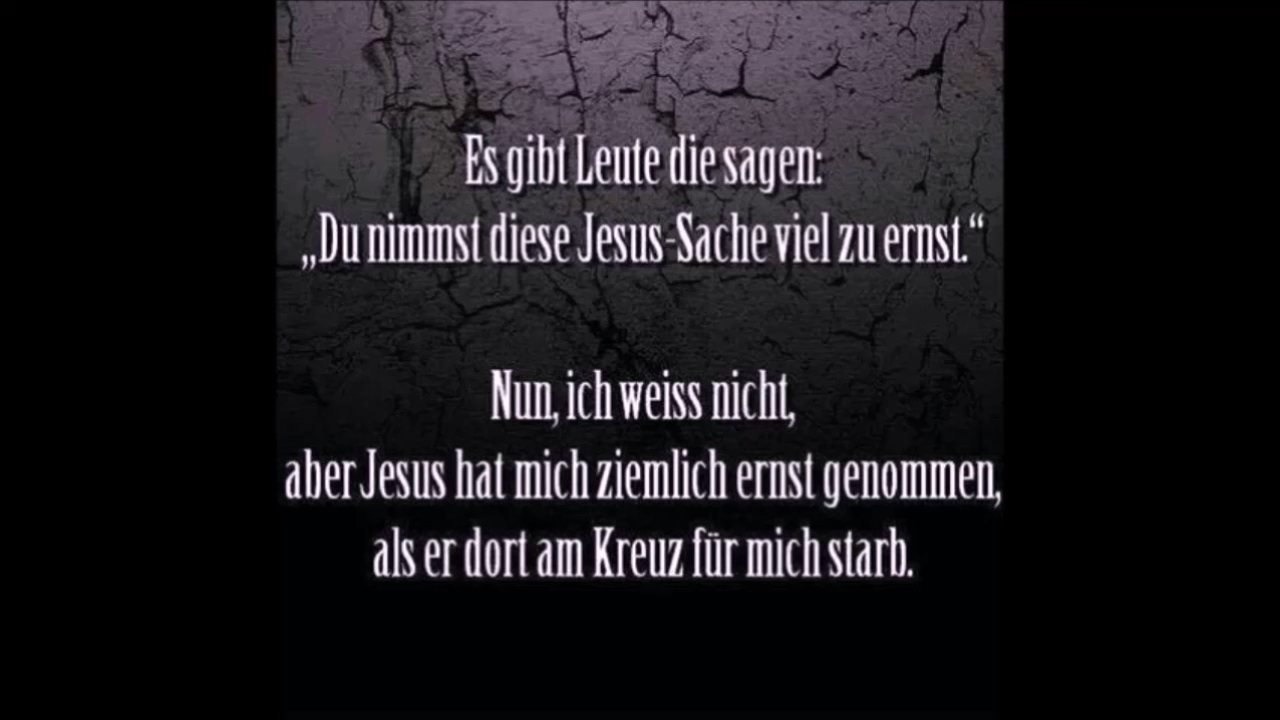 Es gibt Leute die sagen:
„Du nimmst diese Jesus-Sache viel zu ernst.“
Nun, ich weiss nicht,
aber Jesus hat mich ziemlich ernst genommen,
als er dort am Kreuz für mich starb.